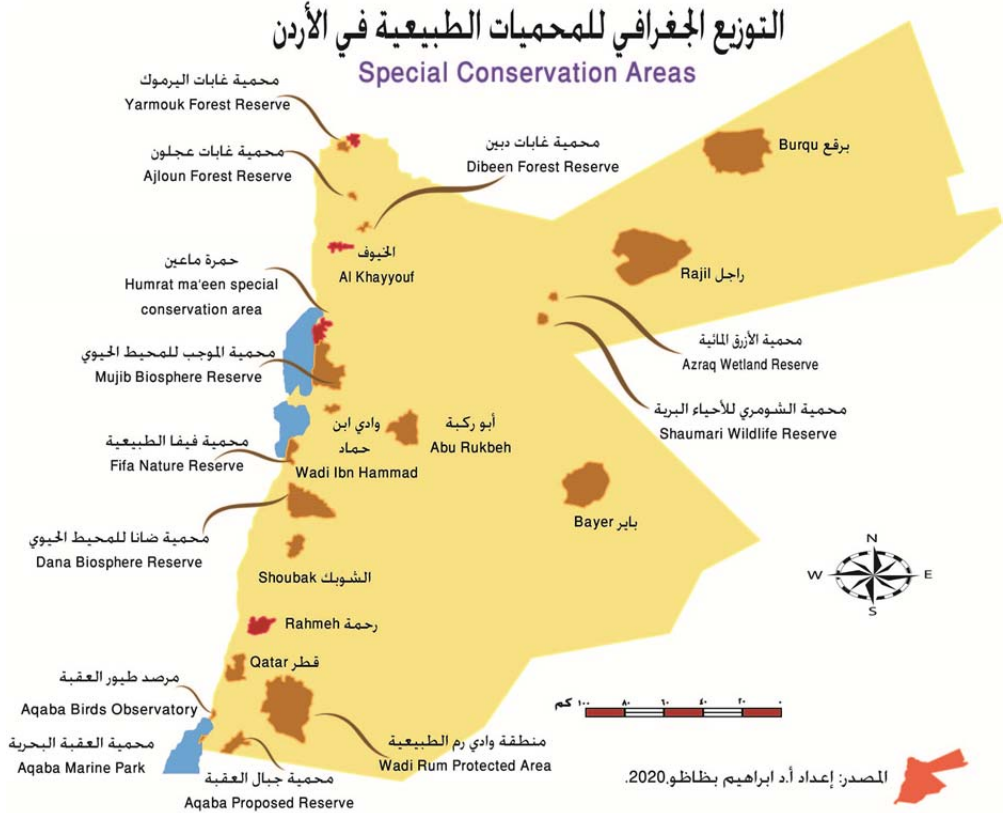 التوزيع الجغرافي للمحميات الطبيعية في الأردن
Special Conservation Areas
محمية غابات اليرموك
Yarmouk Forest Reserve
محمية غابات عجلون
Ajloun Forest Reserve
محمية غابات دبين
Dibeen Forest Reserve
برقع Burqu
الخيوف
Al Khayyouf
حمرة ماعين
Humrat ma'een special
conservation area
راجل Rajil
محمية الموجب للمحيط الحيوي
Mujib Biosphere Reserve
محمية الأزرق المائية
Azraq Wetland Reserve
محمية الشومري للأحياء البرية
Shaumari Wildlife Reserve
وادي ابن
حماد
Wadi Ibn Hammad
أبو ركبة
Abu Rukbeh
محمية فيفا الطبيعية
Fifa Nature Reserve
باير Bayer
محمية ضانا للمحيط الحيوي
Dana Biosphere Reserve
الشوبك Shoubak
N
W
E
S
رحمة Rahmeh
قطر Qatar
مرصد طيور العقبة
Aqaba Birds Observatory
محمية العقبة البحرية
Aqaba Marine Park
محمية جبال العقبة
Aqaba Proposed Reserve
منطقة وادي رم الطبيعية
Wadi Rum Protected Area
كم ١٠٠ ٨٠ ٦٠ ٤٠ ٢٠ ٠
المصدر: إعداد أ.د ابراهيم بظاظو,2020.